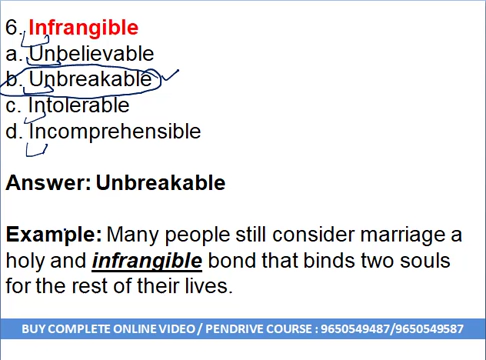 6. Infrangible
a. Unbelievable
b. Unbreakable
c. Intolerable
d. Incomprehensible
Answer: Unbreakable
Example: Many people still consider marriage a
holy and infrangible bond that binds two souls
for the rest of their lives.
BUY COMPLETE ONLINE VIDEO / PENDRIVE COURSE : 9650549487/9650549587